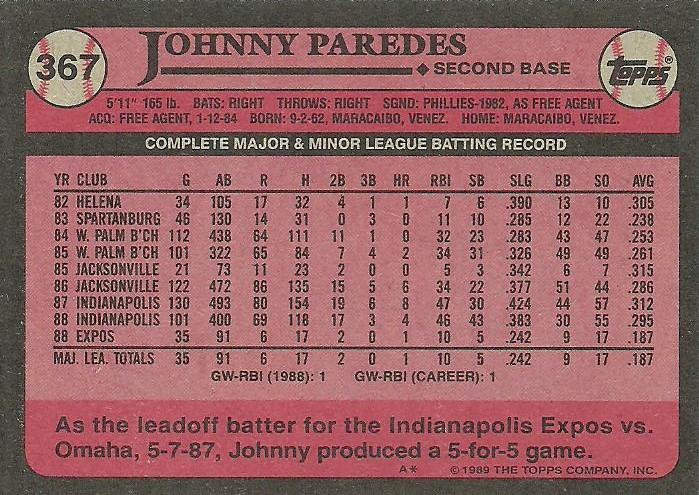 367
JOHNNY PAREDES
SECOND BASE
TOPPS®
5'11" 165 lb. BATS: RIGHT THROWS: RIGHT SGND: PHILLIES-1982, AS FREE AGENT
ACQ: FREE AGENT, 1-12-84 BORN: 9-2-62, MARACAIBO, VENEZ. HOME: MARACAIBO, VENEZ.
COMPLETE MAJOR & MINOR LEAGUE BATTING RECORD
YR CLUB G AB R H 2B 3B HR RBI SB SLG BB SO AVG
82 HELENA 34 105 17 32 4 1 1 7 6 .390 13 10 .305
83 SPARTANBURG 46 130 14 31 0 3 0 11 10 .285 12 22 .238
84 W. PALM B'CH 112 438 64 111 11 1 0 32 23 .283 43 47 .253
85 W. PALM B'CH 101 322 65 84 7 4 2 34 31 .326 49 49 .261
85 JACKSONVILLE 21 73 11 23 2 0 0 5 3 .342 6 7 .315
86 JACKSONVILLE 122 472 86 135 15 5 6 34 22 .377 51 44 .286
87 INDIANAPOLIS 130 493 80 154 19 6 8 47 30 .424 44 57 .312
88 INDIANAPOLIS 101 400 69 118 17 3 4 46 43 .383 30 55 .295
88 EXPOS 35 91 6 17 2 0 1 10 5 .242 9 17 .187
MAJ. LEA. TOTALS 35 91 6 17 2 0 1 10 5 .242 9 17 .187
GW-RBI (1988): 1 GW-RBI (CAREER): 1
As the leadoff batter for the Indianapolis Expos vs.
Omaha, 5-7-87, Johnny produced a 5-for-5 game.
A* © 1989 THE TOPPS COMPANY, INC.